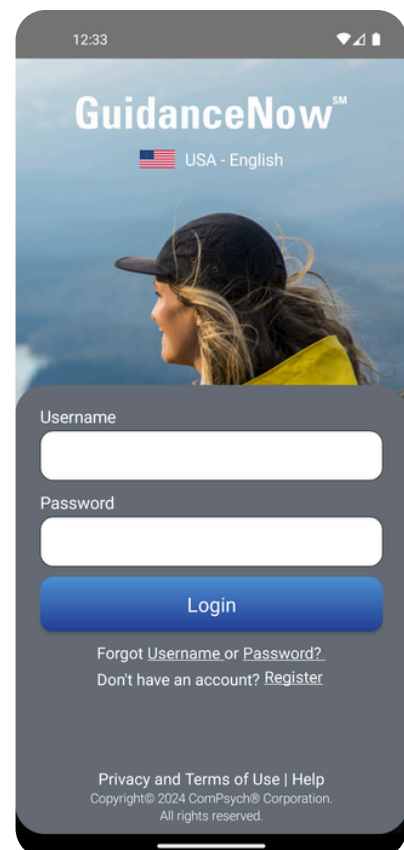 12:33
GuidanceNow℠
USA - English
Username
Password
Login
Forgot Username or Password?
Don't have an account? Register
Privacy and Terms of Use | Help
Copyright© 2024 ComPsych® Corporation.
All rights reserved.